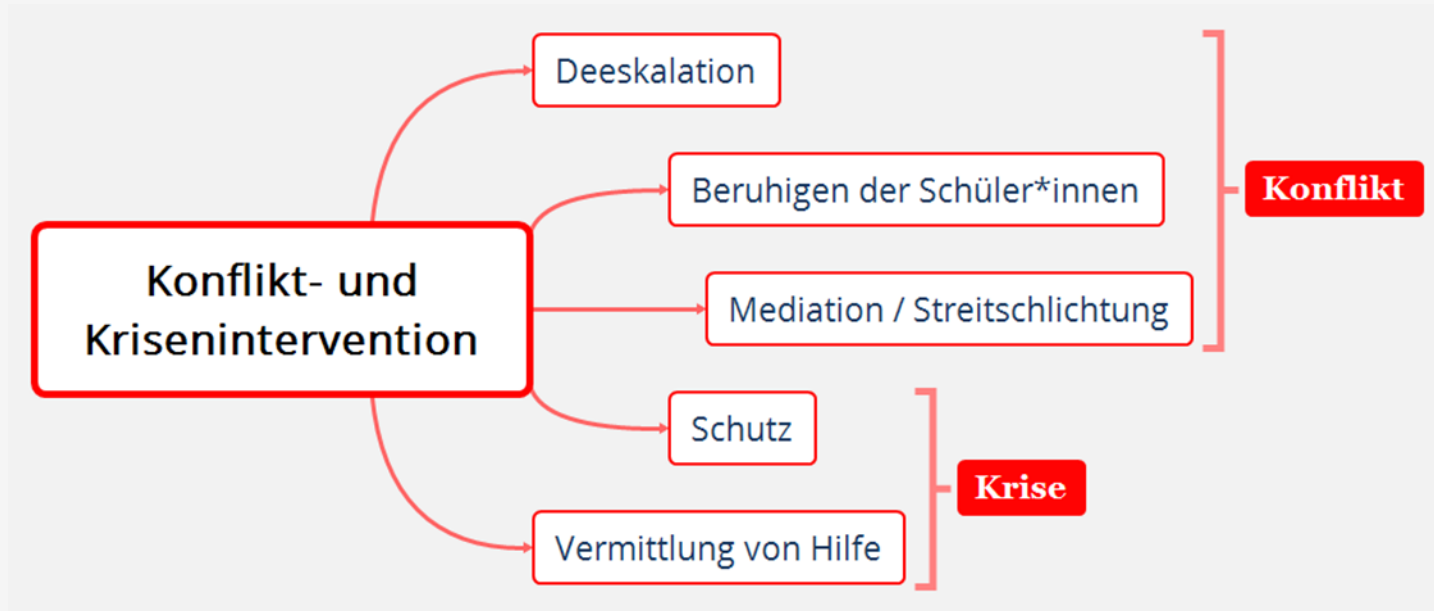 Deeskalation
Beruhigen der Schüler*innen
Konflikt
Konflikt- und
Krisenintervention
Mediation / Streitschlichtung
Schutz
Krise
Vermittlung von Hilfe